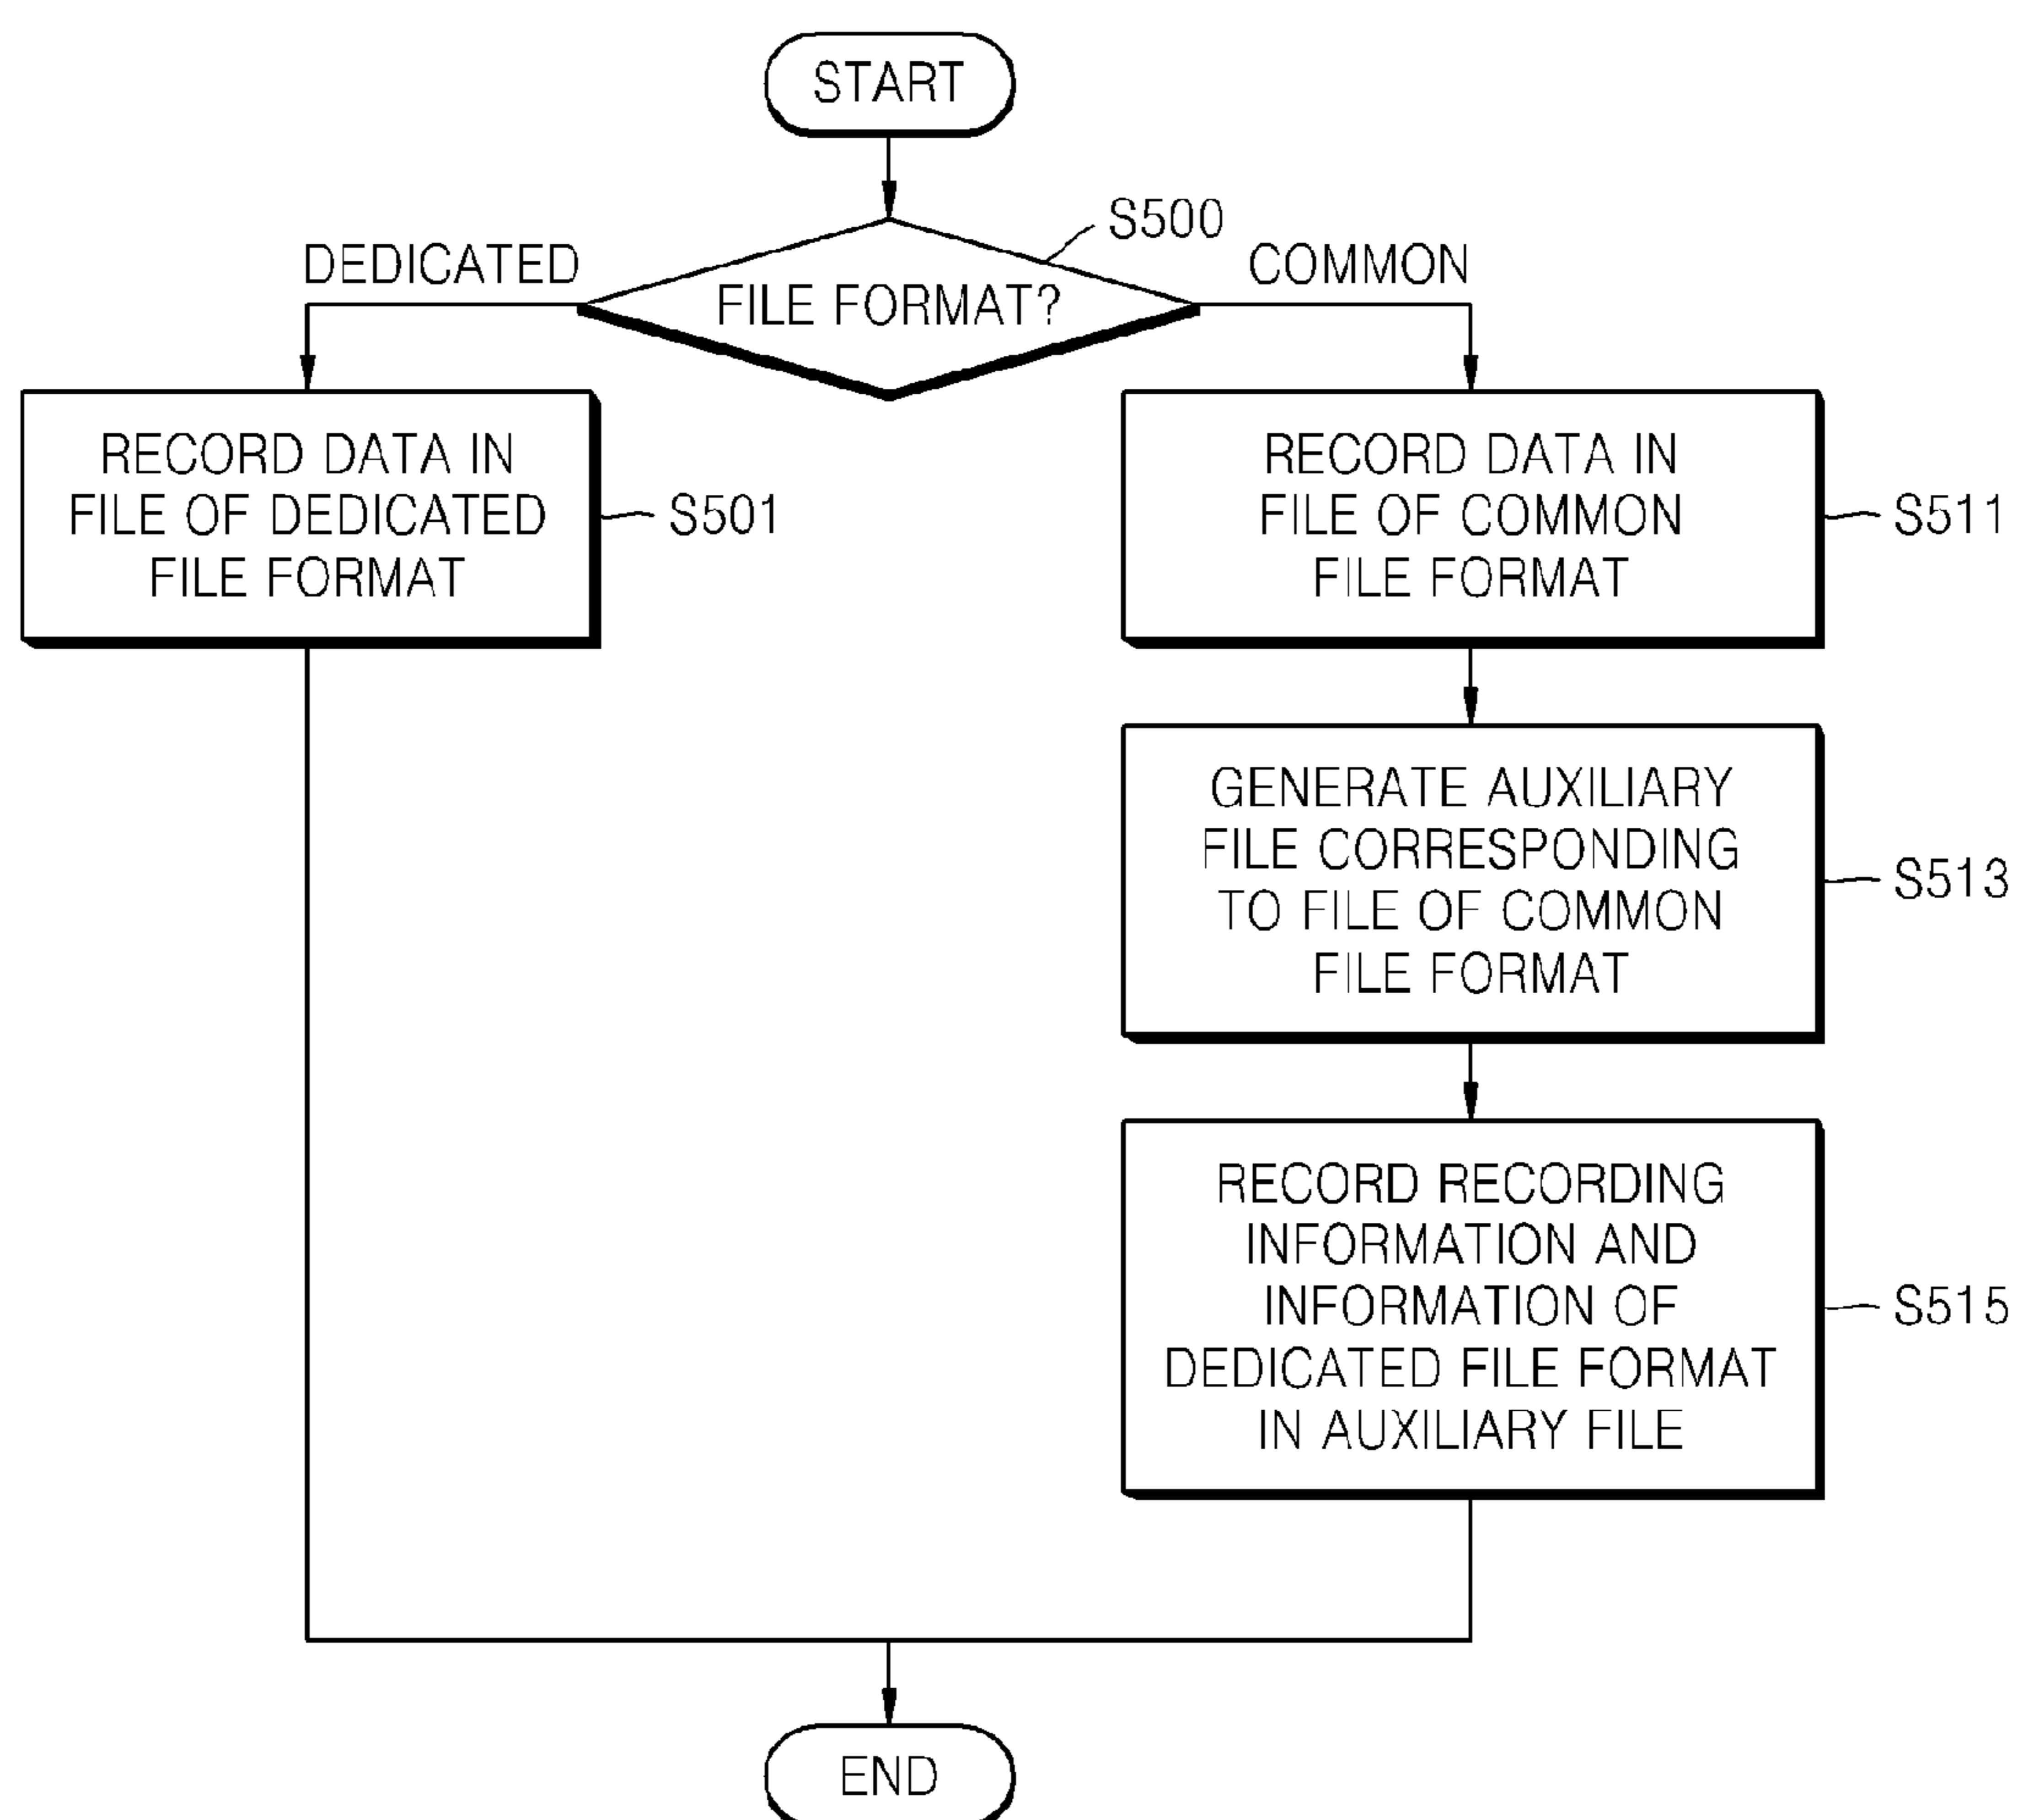 START
S500
DEDICATED
COMMON
FILE FORMAT?
RECORD DATA IN
FILE OF DEDICATED
FILE FORMAT
S501
RECORD DATA IN
FILE OF COMMON
FILE FORMAT
S511
GENERATE AUXILIARY
FILE CORRESPONDING
TO FILE OF COMMON
FILE FORMAT
S513
RECORD RECORDING
INFORMATION AND
INFORMATION OF
DEDICATED FILE FORMAT
IN AUXILIARY FILE
S515
END